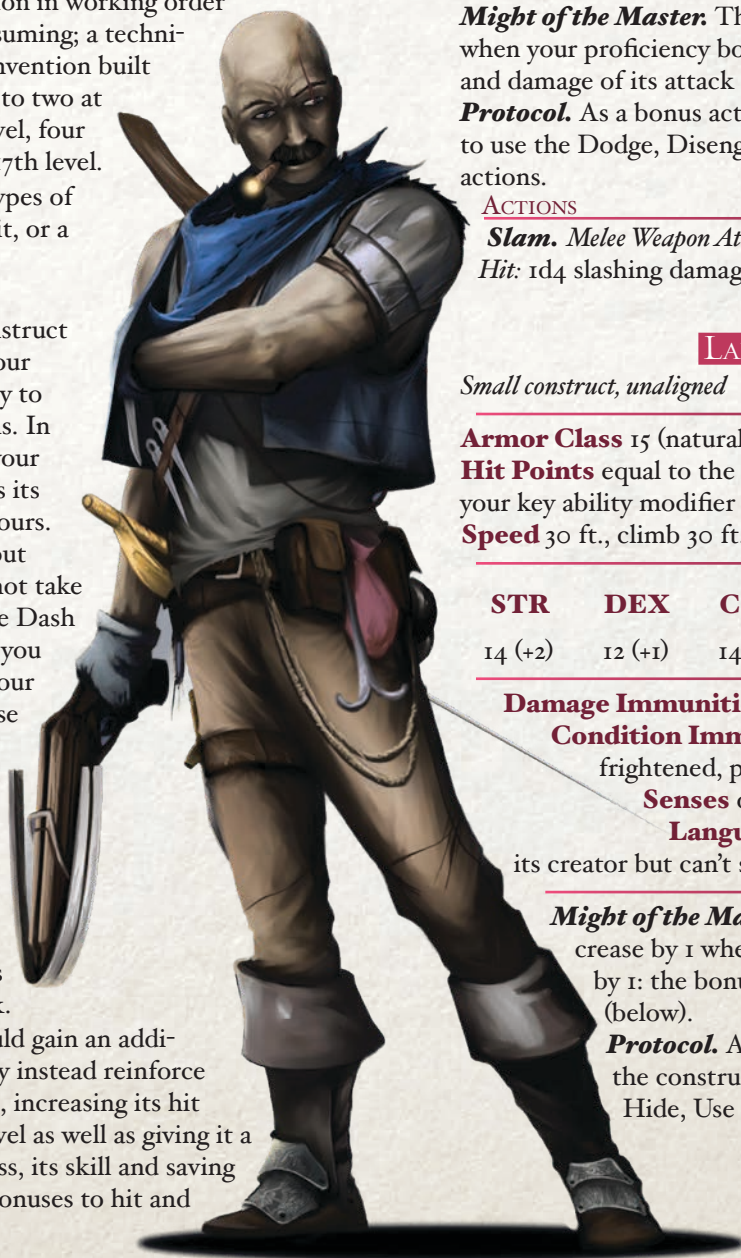 on in working order
suming; a techni-
nvention built
to two at
vel, four
7th level.
ypes of
it, or a
nstruct
our
y to
s. In
your
s its
ours.
out
not take
e Dash
you
our
se
s
k.
uld gain an addi-
y instead reinforce
, increasing its hit
vel as well as giving it a
ss, its skill and saving
onuses to hit and
Might of the Master. Th
when your proficiency bo
and damage of its attack
Protocol. As a bonus act
to use the Dodge, Diseng
actions.
Actions
Slam. Melee Weapon At
Hit: 1d4 slashing damag
La
Small construct, unaligned
Armor Class 15 (natural
Hit Points equal to the
your key ability modifier
Speed 30 ft., climb 30 ft.
STR DEX C
14 (+2) 12 (+1) 14
Damage Immuniti
Condition Imm
frightened, p
Senses
Langu
its creator but can't s
Might of the Ma
crease by 1 whe
by 1: the bonu
(below).
Protocol. A
the constru
Hide, Use